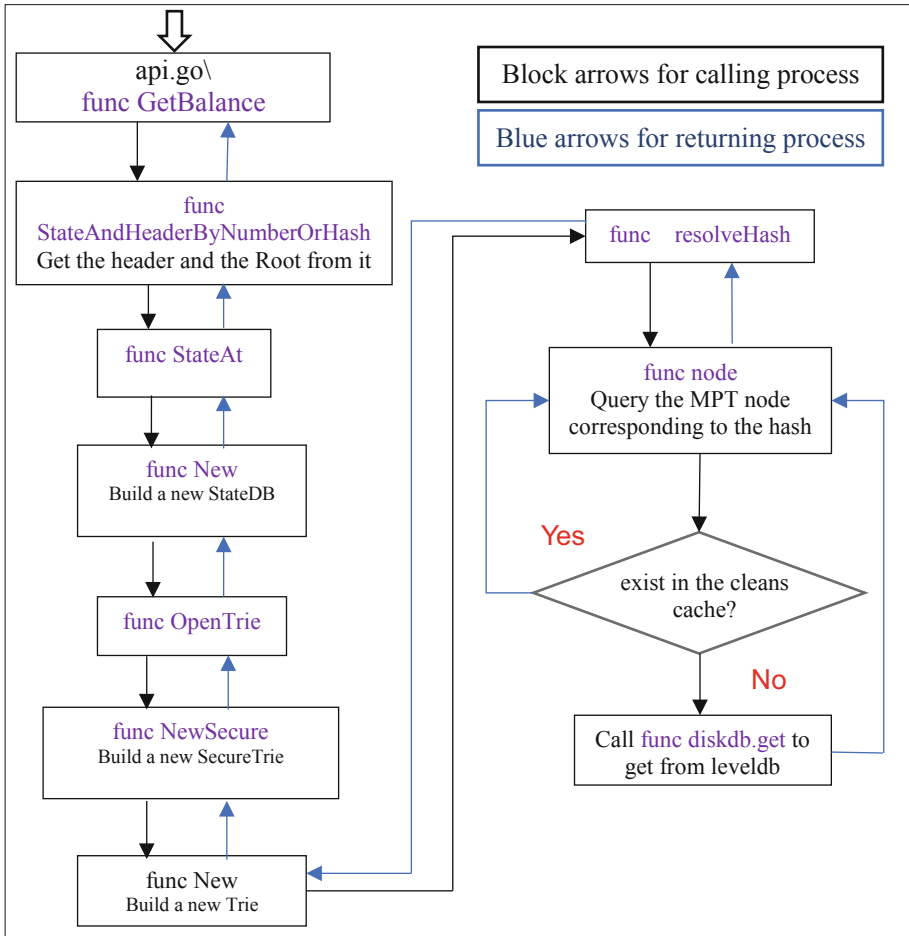 api.go\
func GetBalance
func
StateAndHeaderByNumberOrHash
Get the header and the Root from it
func StateAt
func New
Build a new StateDB
func OpenTrie
func NewSecure
Build a new SecureTrie
func New
Build a new Trie
Block arrows for calling process
Blue arrows for returning process
func resolveHash
func node
Query the MPT node
corresponding to the hash
Yes
exist in the cleans
cache?
No
Call func diskdb.get to
get from leveldb